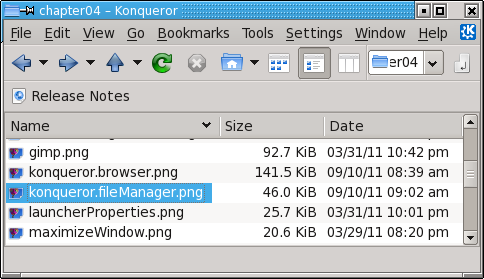 chapter04 – Konqueror
File Edit View Go Bookmarks Tools Settings Window Help
er04
Release Notes
Name Size Date
gimp.png 92.7 KiB 03/31/11 10:42 pm
konqueror.browser.png 141.5 KiB 09/10/11 08:39 am
konqueror.fileManager.png 46.0 KiB 09/10/11 09:02 am
launcherProperties.png 25.7 KiB 03/31/11 10:01 pm
maximizeWindow.png 20.6 KiB 03/29/11 08:20 pm